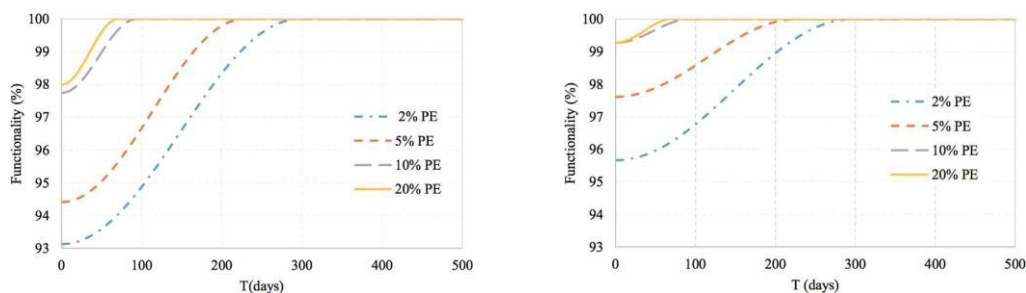 100
99
98
97
96
95
94
93
Functionality (%)
0 100 200 300 400 500
T(days)
2% PE
5% PE
10% PE
20% PE
100
99
98
97
96
95
94
93
Functionality (%)
0 100 200 300 400 500
T (days)
2% PE
5% PE
10% PE
20% PE